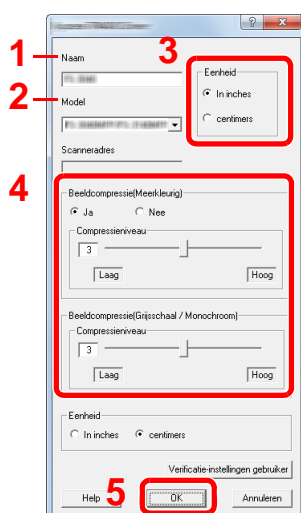 1 Naam
3
Eenheid
In inches
centimers
2 Model
Scanneradres
4
Beeldcompressie(Meerkleurig)
Ja Nee
Compressieniveau
3
Laag Hoog
Beeldcompressie(Grijsschaal / Monochroom)
Compressieniveau
3
Laag Hoog
Eenheid
In inches centimers
Verificatie-instellingen gebruiker
Help 5 OK Annuleren